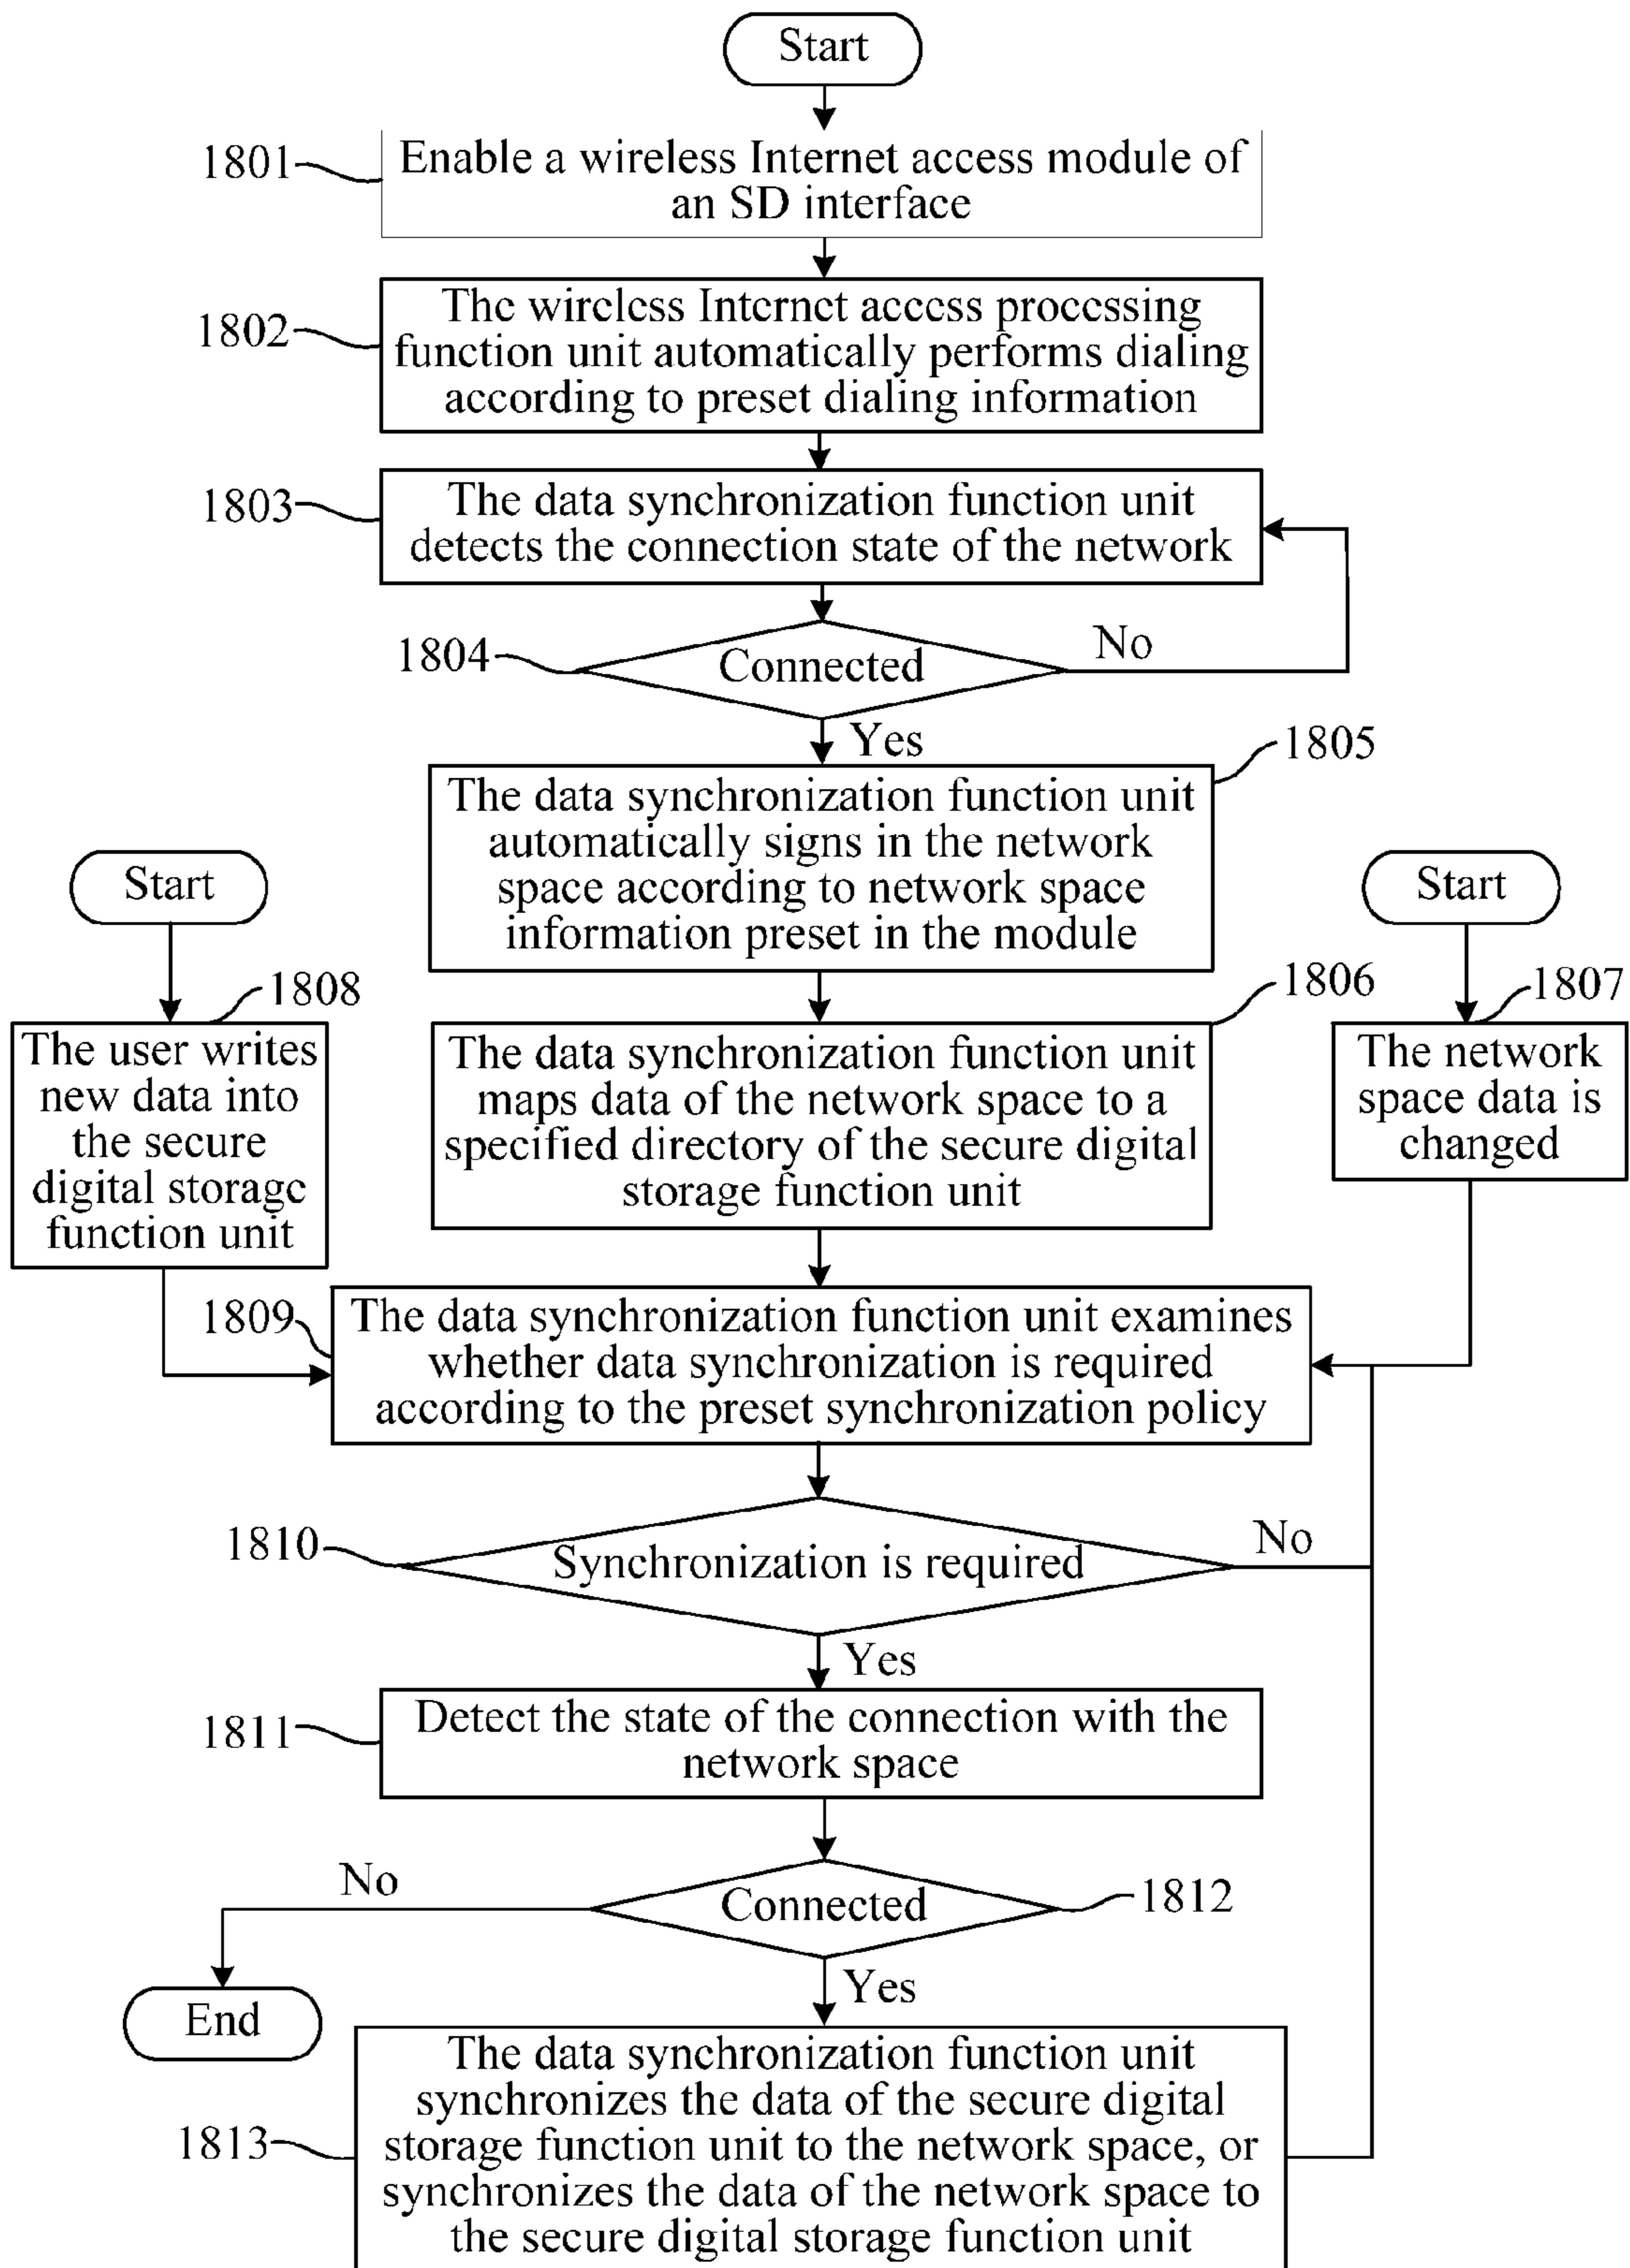 Start
1801
Enable a wireless Internet access module of
an SD interface
1802
The wireless Internet access processing
function unit automatically performs dialing
according to preset dialing information
1803
The data synchronization function unit
detects the connection state of the network
1804
Connected
No
Yes
1805
The data synchronization function unit
automatically signs in the network
space according to network space
information preset in the module
Start
Start
1808
The user writes
new data into
the secure
digital storage
function unit
1806
The data synchronization function unit
maps data of the network space to a
specified directory of the secure digital
storage function unit
1807
The network
space data is
changed
1809
The data synchronization function unit examines
whether data synchronization is required
according to the preset synchronization policy
1810
Synchronization is required
No
Yes
1811
Detect the state of the connection with the
network space
No
Connected
1812
Yes
End
1813
The data synchronization function unit
synchronizes the data of the secure digital
storage function unit to the network space, or
synchronizes the data of the network space to
the secure digital storage function unit